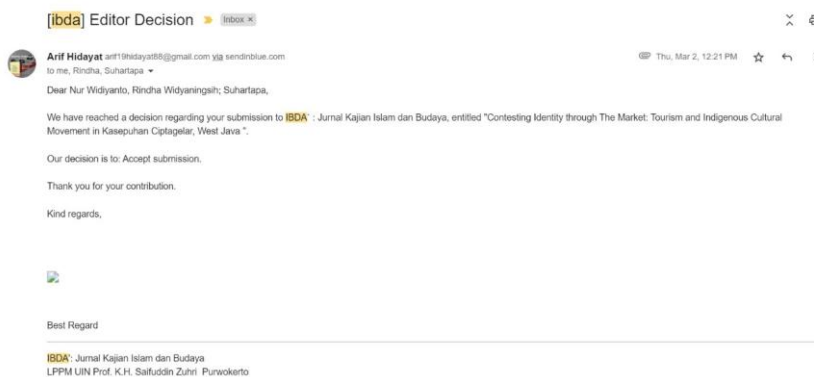 [ibda] Editor Decision
Inbox ×
Arif Hidayat arif19hidayat88@gmail.com via sendinblue.com
Thu, Mar 2, 12:21 PM
to me, Rindha, Suhartapa,
Dear Nur Widiyanto, Rindha Widyaningsih; Suhartapa,
We have reached a decision regarding your submission to IBDA` : Jurnal Kajian Islam dan Budaya, entitled "Contesting Identity through The Market: Tourism and Indigenous Cultural
Movement in Kasepuhan Ciptagelar, West Java ".
Our decision is to: Accept submission.
Thank you for your contribution.
Kind regards,
Best Regard
IBDA': Jurnal Kajian Islam dan Budaya
LPPM UIN Prof. K.H. Saifuddin Zuhri Purwokerto